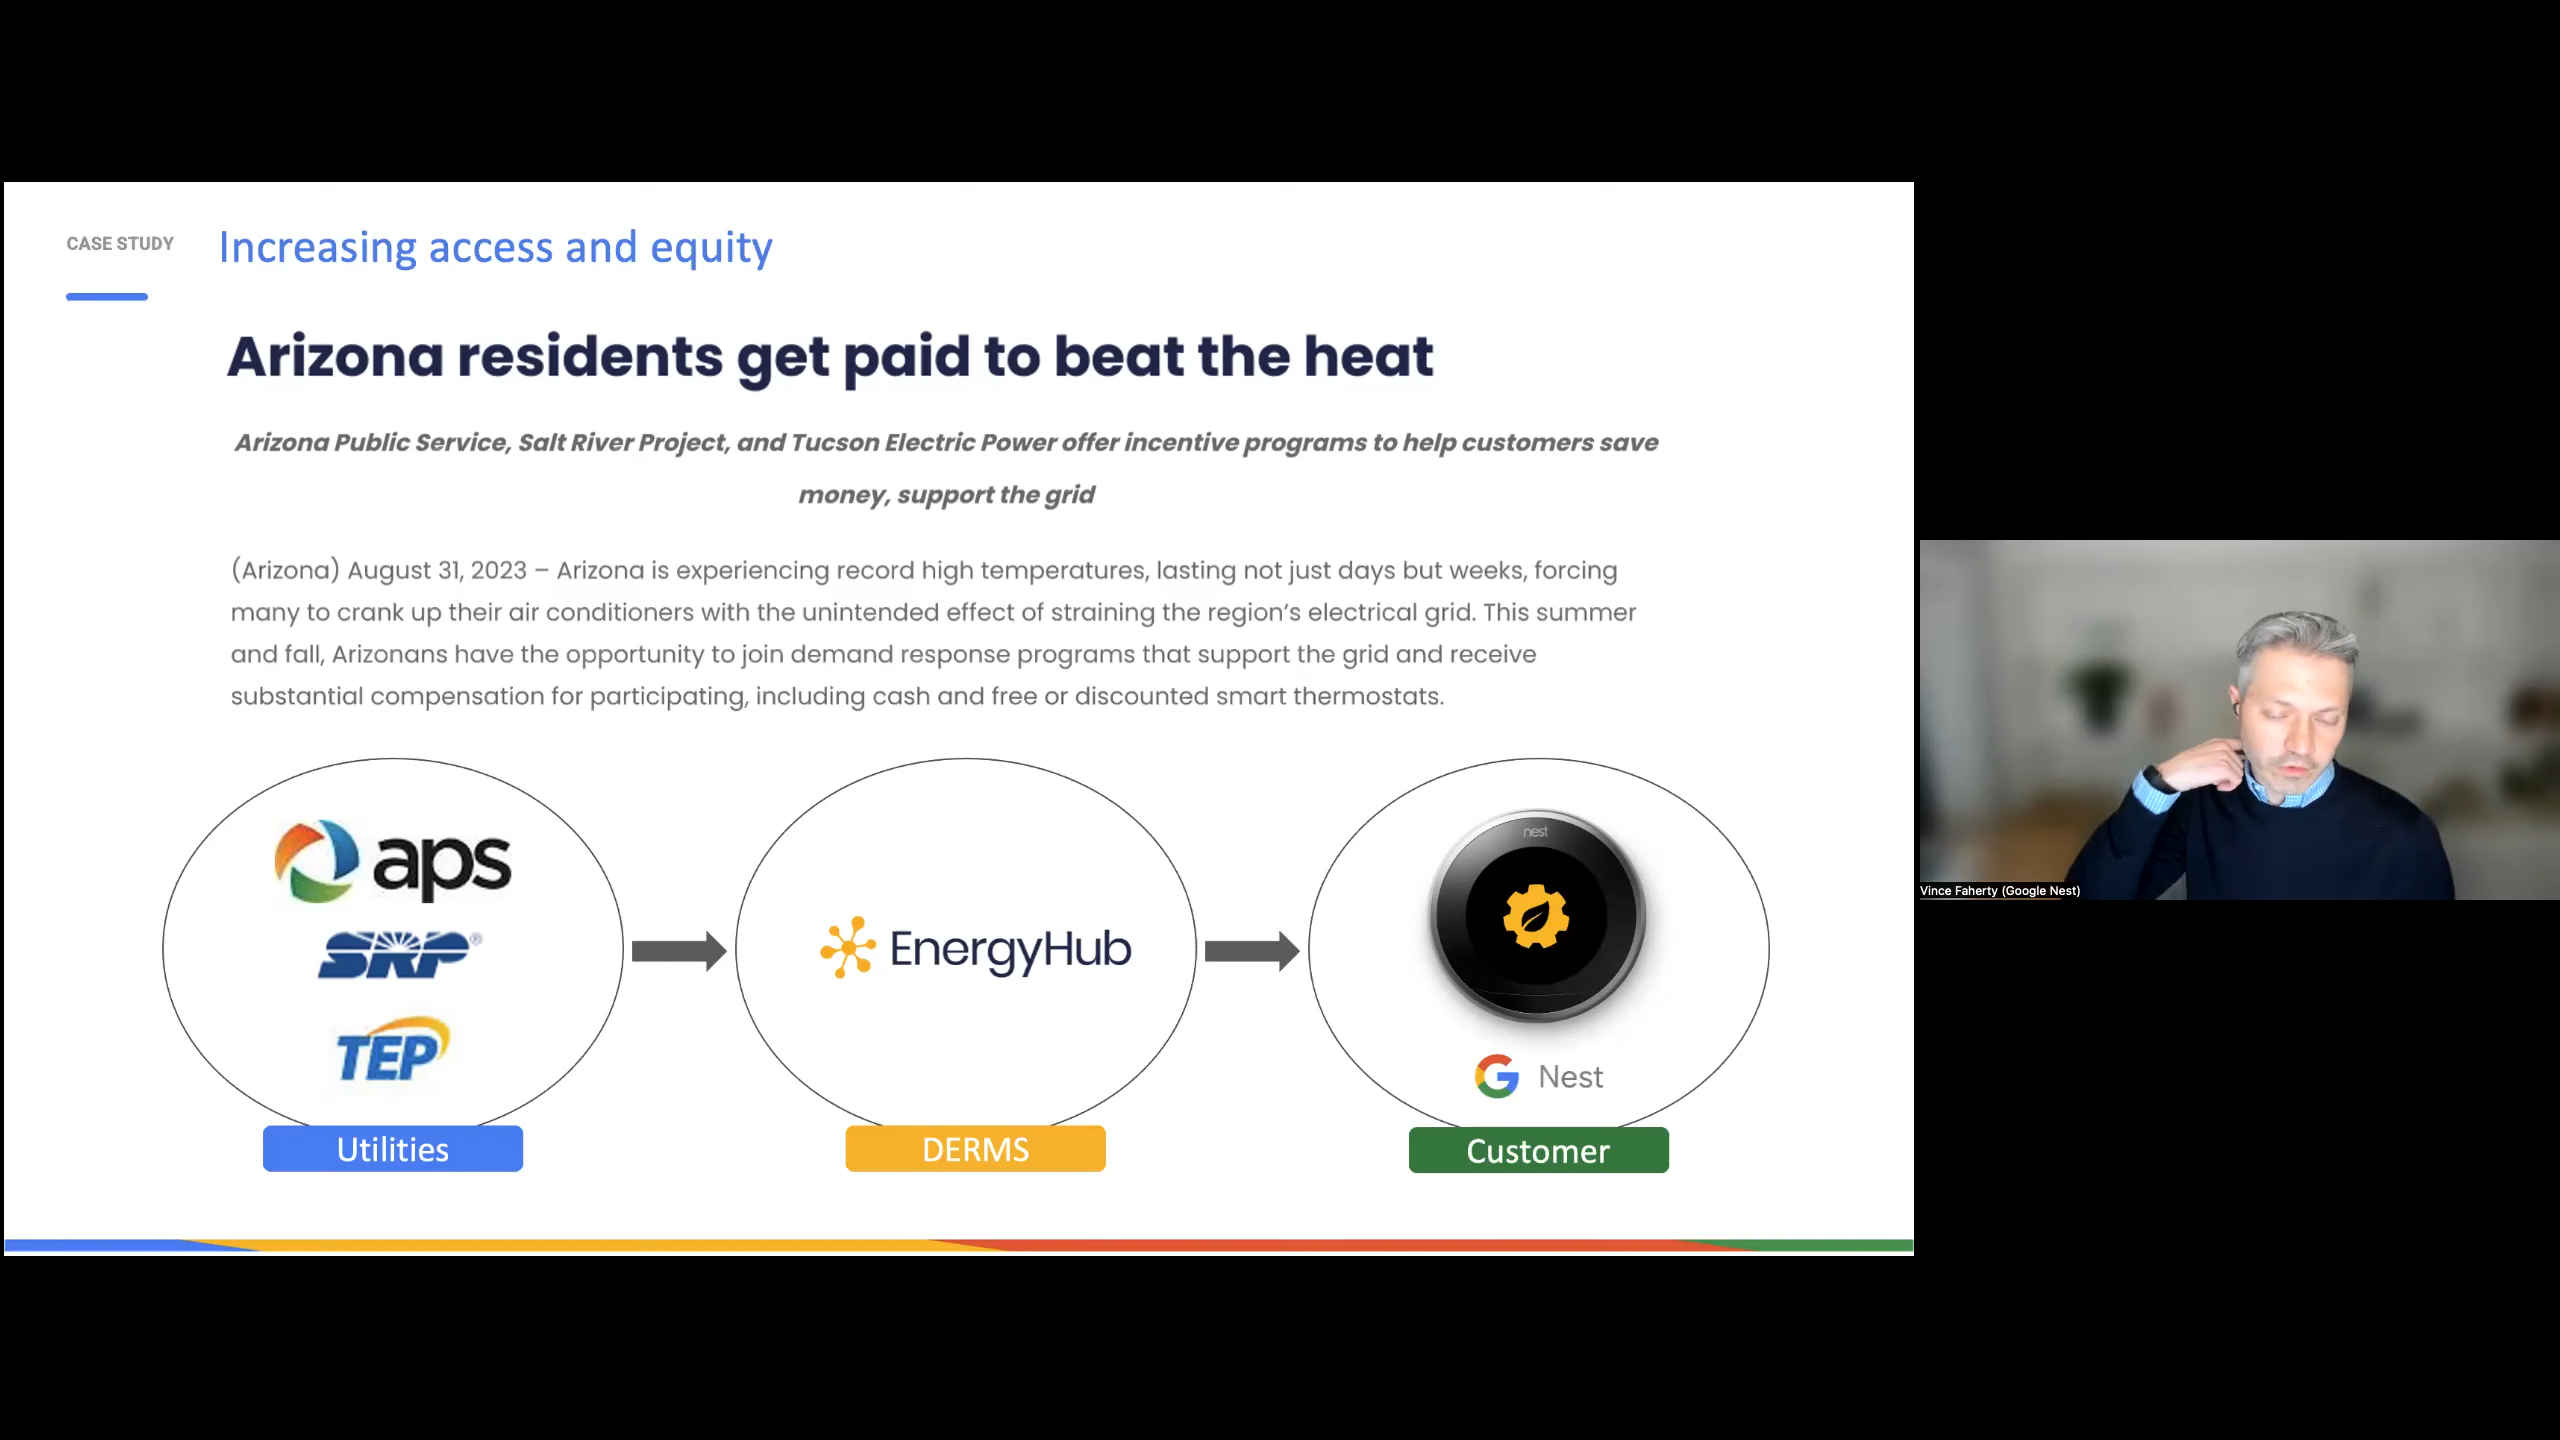 CASE STUDY
Increasing access and equity
Arizona residents get paid to beat the heat
Arizona Public Service, Salt River Project, and Tucson Electric Power offer incentive programs to help customers save
money, support the grid
(Arizona) August 31, 2023 – Arizona is experiencing record high temperatures, lasting not just days but weeks, forcing
many to crank up their air conditioners with the unintended effect of straining the region's electrical grid. This summer
and fall, Arizonans have the opportunity to join demand response programs that support the grid and receive
substantial compensation for participating, including cash and free or discounted smart thermostats.
aps
SRP®
TEP
EnergyHub
nest
G Nest
Utilities
DERMS
Customer
Vince Faherty (Google Nest)